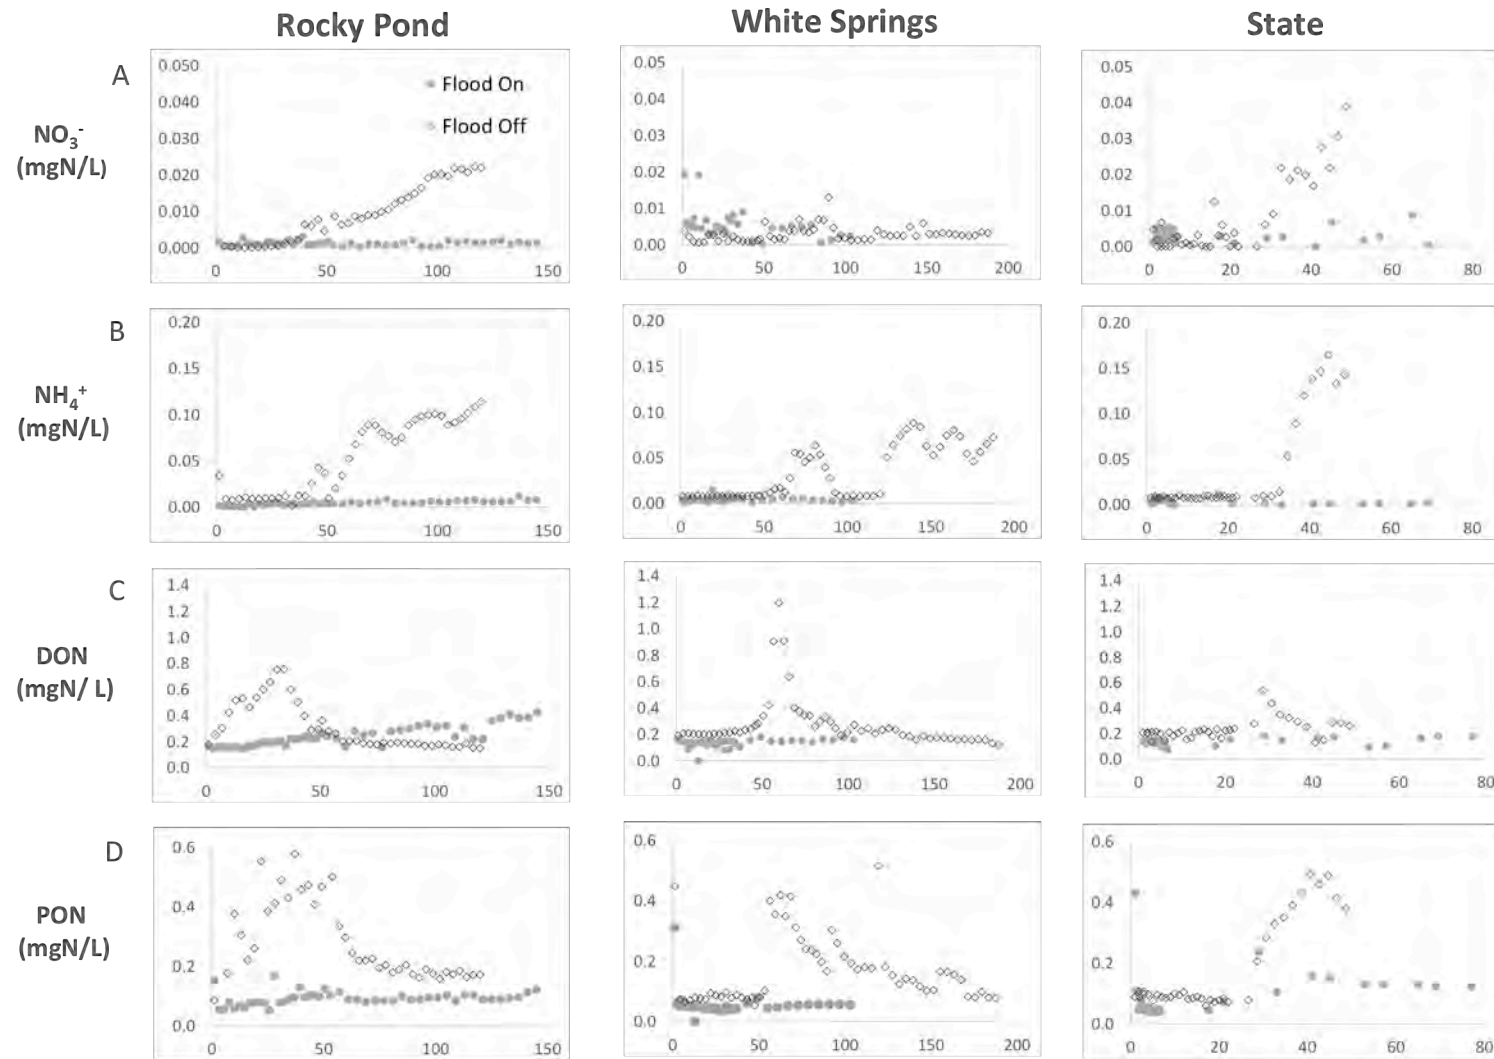 Rocky Pond
White Springs
State
A
NO3-
(mgN/L)
0.050
0.040
0.030
0.020
0.010
0.000
0 50 100 150
Flood On
Flood Off
0.05
0.04
0.03
0.02
0.01
0.00
0 50 100 150 200
0.05
0.04
0.03
0.02
0.01
0.00
0 20 40 60 80
B
NH4+
(mgN/L)
0.20
0.15
0.10
0.05
0.00
0 50 100 150
0.20
0.15
0.10
0.05
0.00
0 50 100 150 200
0.20
0.15
0.10
0.05
0.00
0 20 40 60 80
C
DON
(mgN/ L)
1.4
1.2
1.0
0.8
0.6
0.4
0.2
0.0
0 50 100 150
1.4
1.2
1.0
0.8
0.6
0.4
0.2
0.0
0 50 100 150 200
1.4
1.2
1.0
0.8
0.6
0.4
0.2
0.0
0 20 40 60 80
D
PON
(mgN/L)
0.6
0.4
0.2
0.0
0 50 100 150
0.6
0.4
0.2
0.0
0 50 100 150 200
0.6
0.4
0.2
0.0
0 20 40 60 80